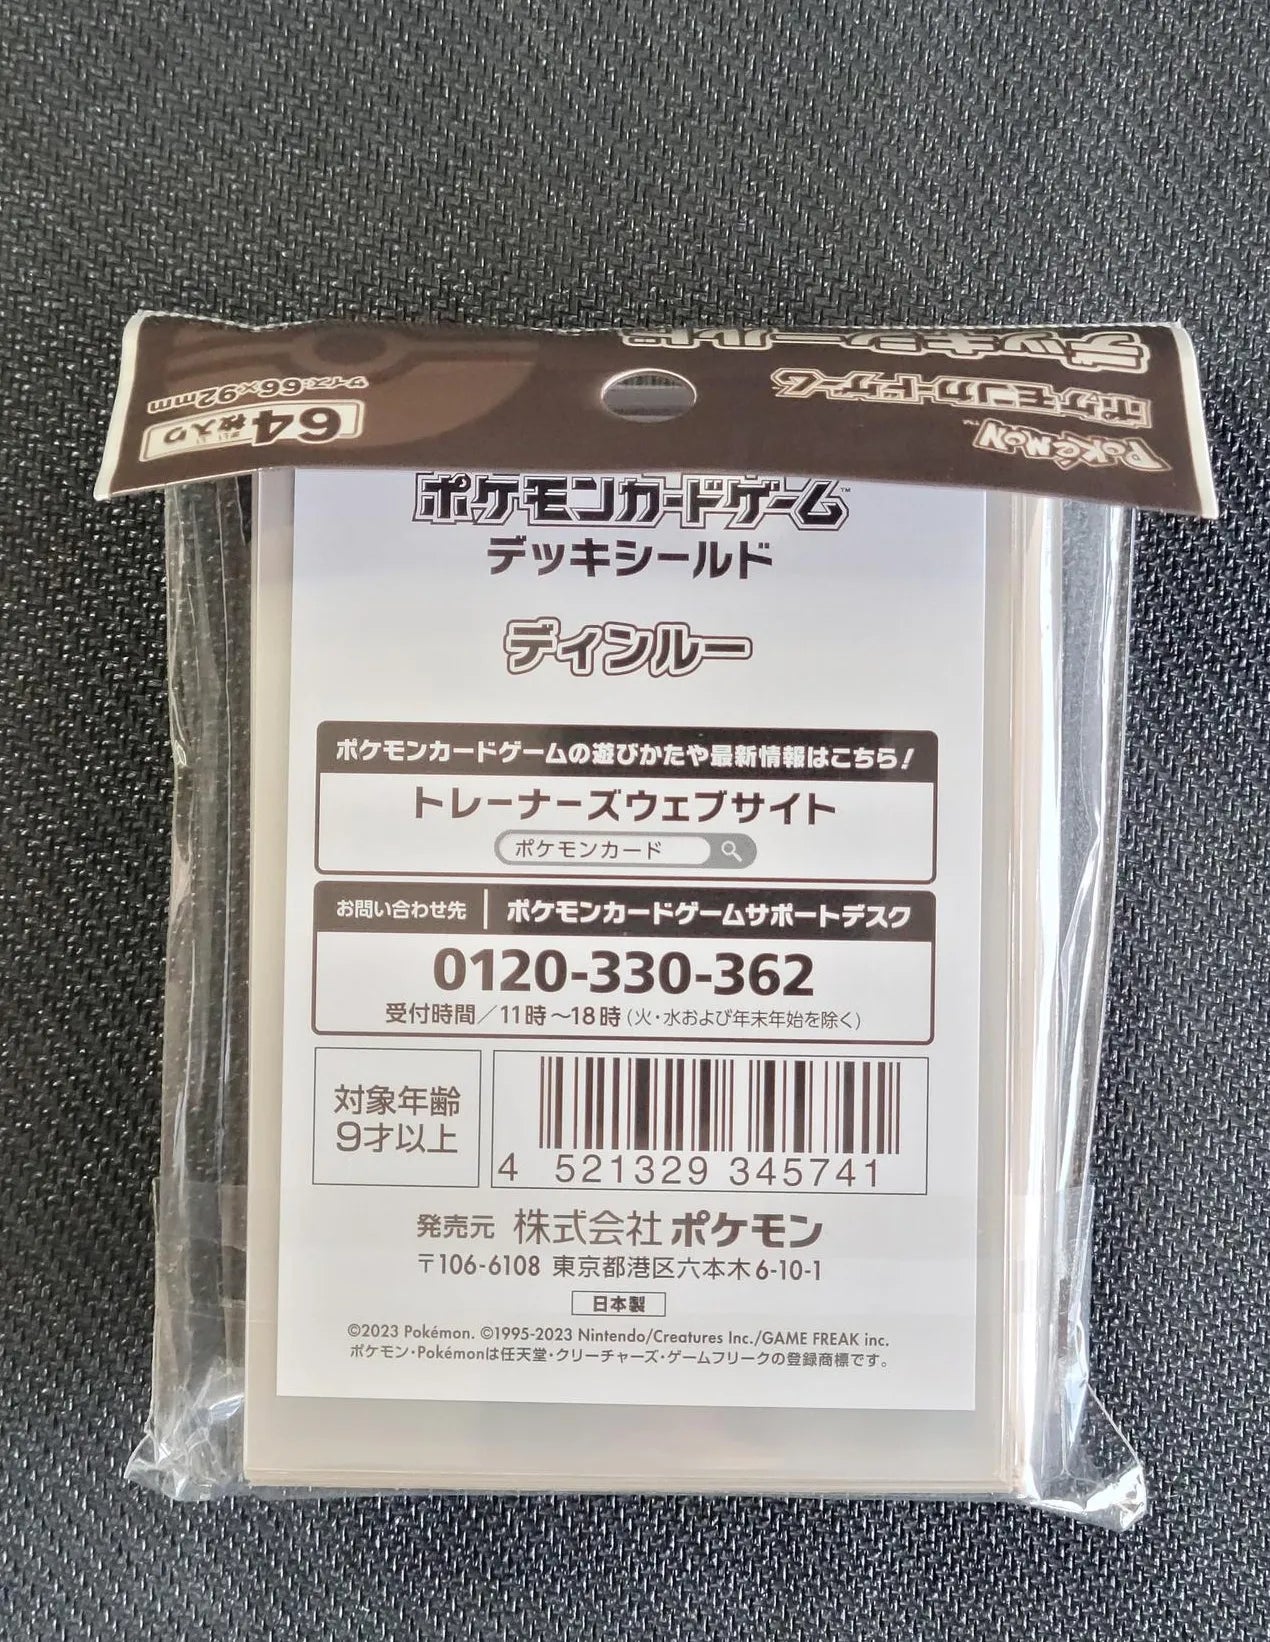 デッキシールド
ポケモンカードゲーム
POKéMON™
64枚入り
サイズ:66×92mm
ポケモンカードゲーム™
デッキシールド
ディンルー
ポケモンカードゲームの遊びかたや最新情報はこちら!
トレーナーズウェブサイト
ポケモンカード
お問い合わせ先 ポケモンカードゲームサポートデスク
0120-330-362
受付時間/11時~18時(火・水および年末年始を除く)
対象年齢
9才以上
4 521329 345741
発売元 株式会社ポケモン
〒106-6108 東京都港区六本木6-10-1
日本製
©2023 Pokémon. ©1995-2023 Nintendo/Creatures Inc./GAME FREAK inc.
ポケモン・Pokémonは任天堂・クリーチャーズ・ゲームフリークの登録商標です。